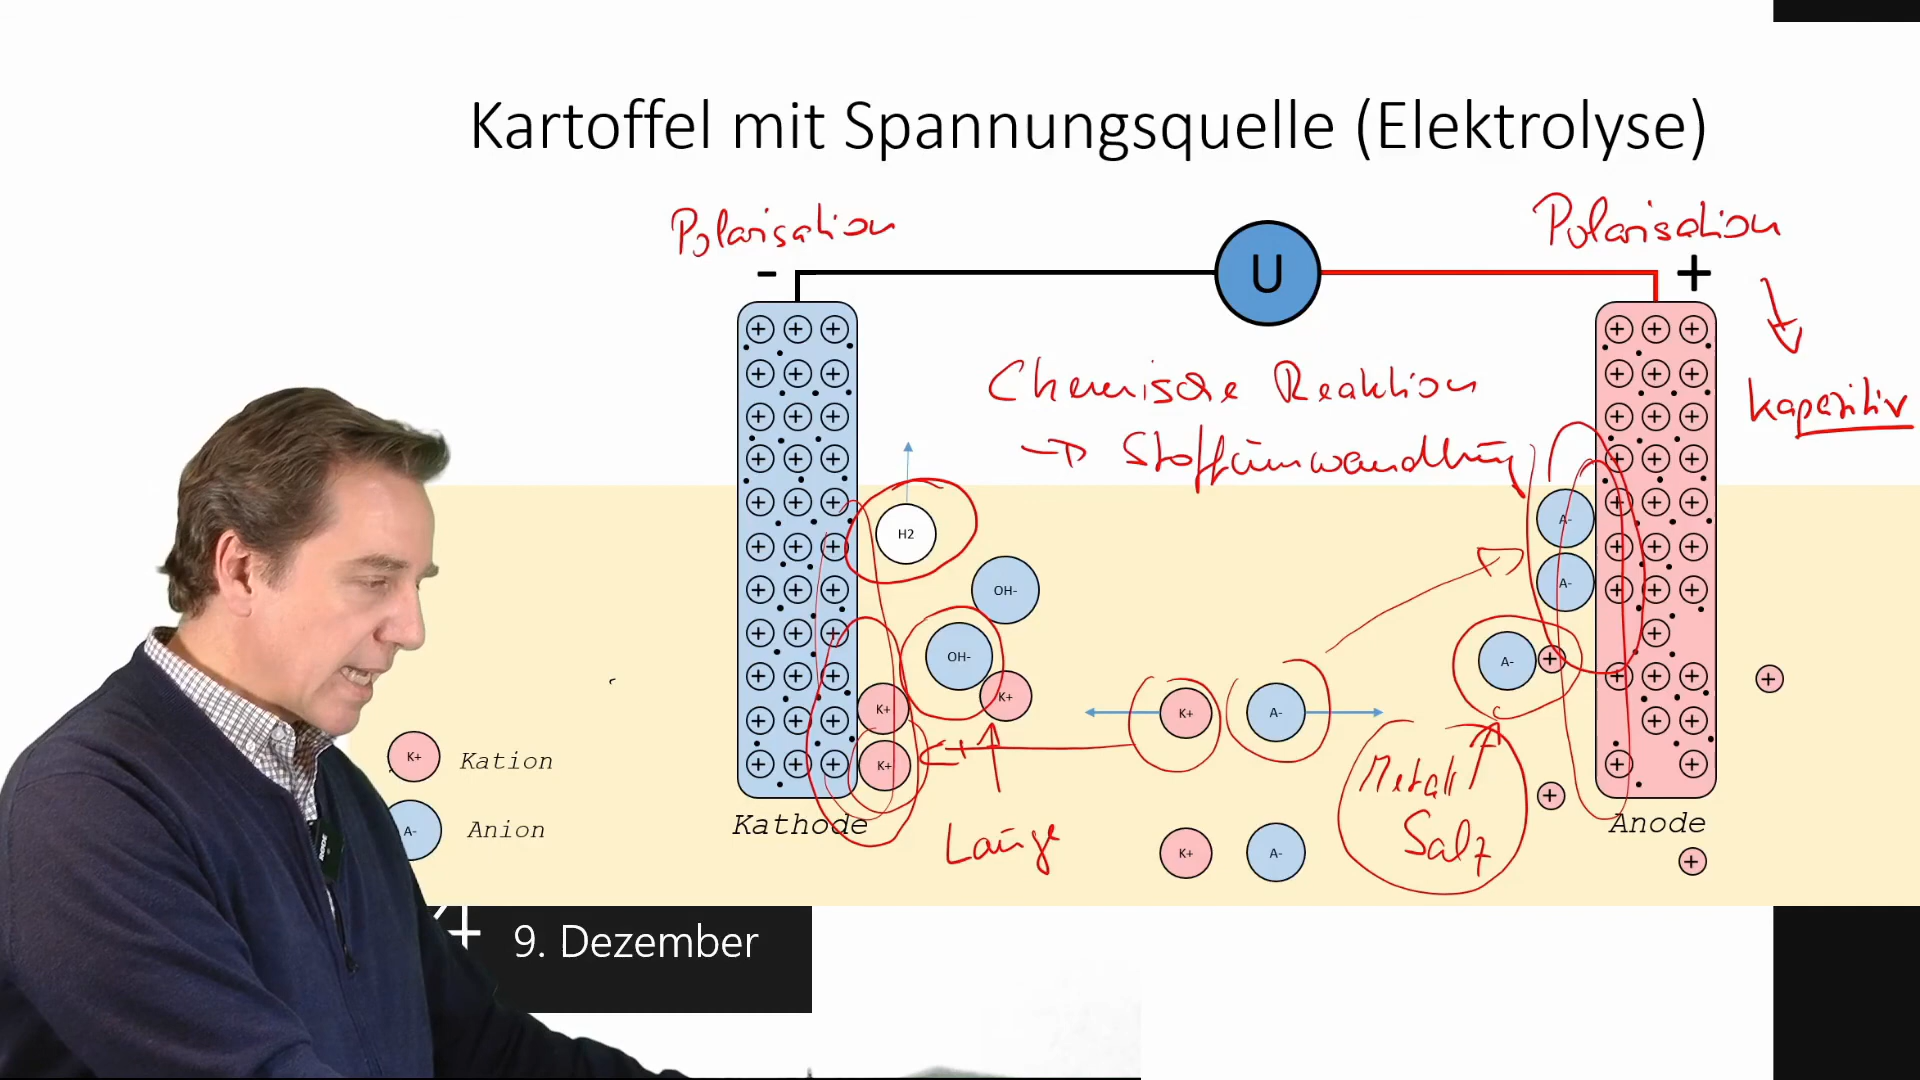 Kartoffel mit Spannungsquelle (Elektrolyse)
Polarisation
Polarisation
- U +
Chemische Reaktion
→ Stoffumwandlung
kapazitiv
H2
A-
OH-
A-
OH-
A-
K+
K+
K+
A-
K+
K+ Kation
Metall
Salz
A- Anion
Kathode
Anode
Lauge
K+
A-
9. Dezember